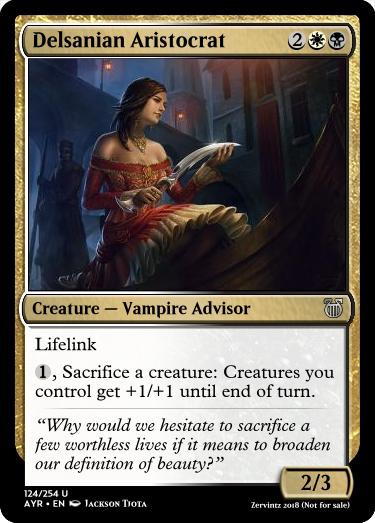 Delsanian Aristocrat 2
Creature — Vampire Advisor
Lifelink
1, Sacrifice a creature: Creatures you
control get +1/+1 until end of turn.
“Why would we hesitate to sacrifice a
few worthless lives if it means to broaden
our definition of beauty?”
2/3
124/254 U
AYR • EN Jackson Tjota
Zervintz 2018 (Not for sale)